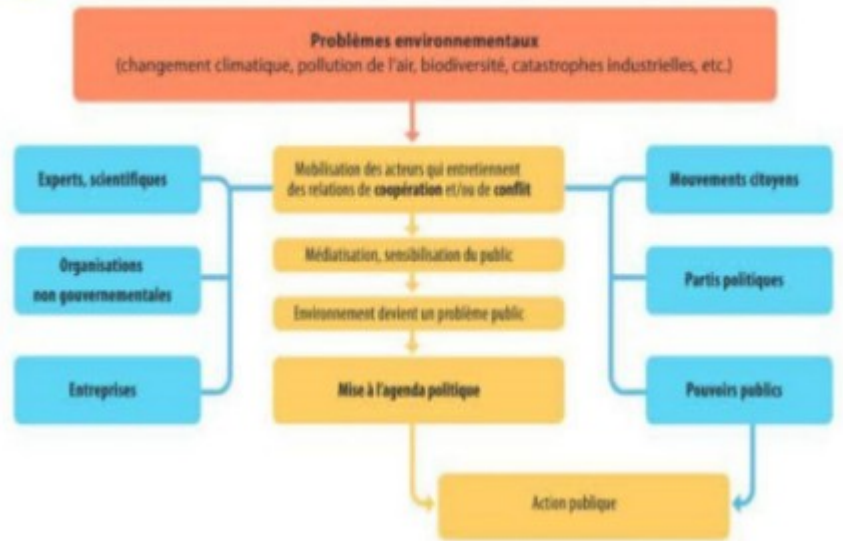 Problèmes environnementaux
(changement climatique, pollution de l'air, biodiversité, catastrophes industrielles, etc.)
Experts, scientifiques
Organisations
non gouvernementales
Entreprises
Mobilisation des acteurs qui entretiennent
des relations de coopération et/ou de conflit
Médiatisation, sensibilisation du public
Environnement devient un problème public
Mise à l'agenda politique
Mouvements citoyens
Partis politiques
Pouvoirs publics
Action publique